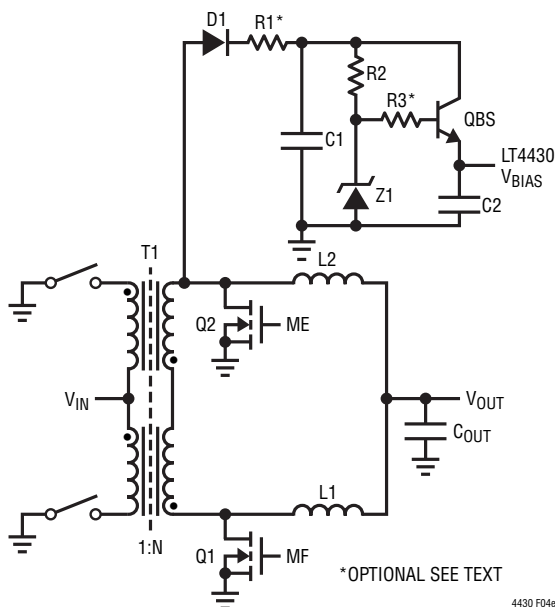 D1
R1*
R2
R3*
QBS
C1
LT4430
VBIAS
Z1
C2
T1
L2
Q2
ME
VIN
VOUT
COUT
L1
1:N
Q1
MF
*OPTIONAL SEE TEXT
4430 F04e